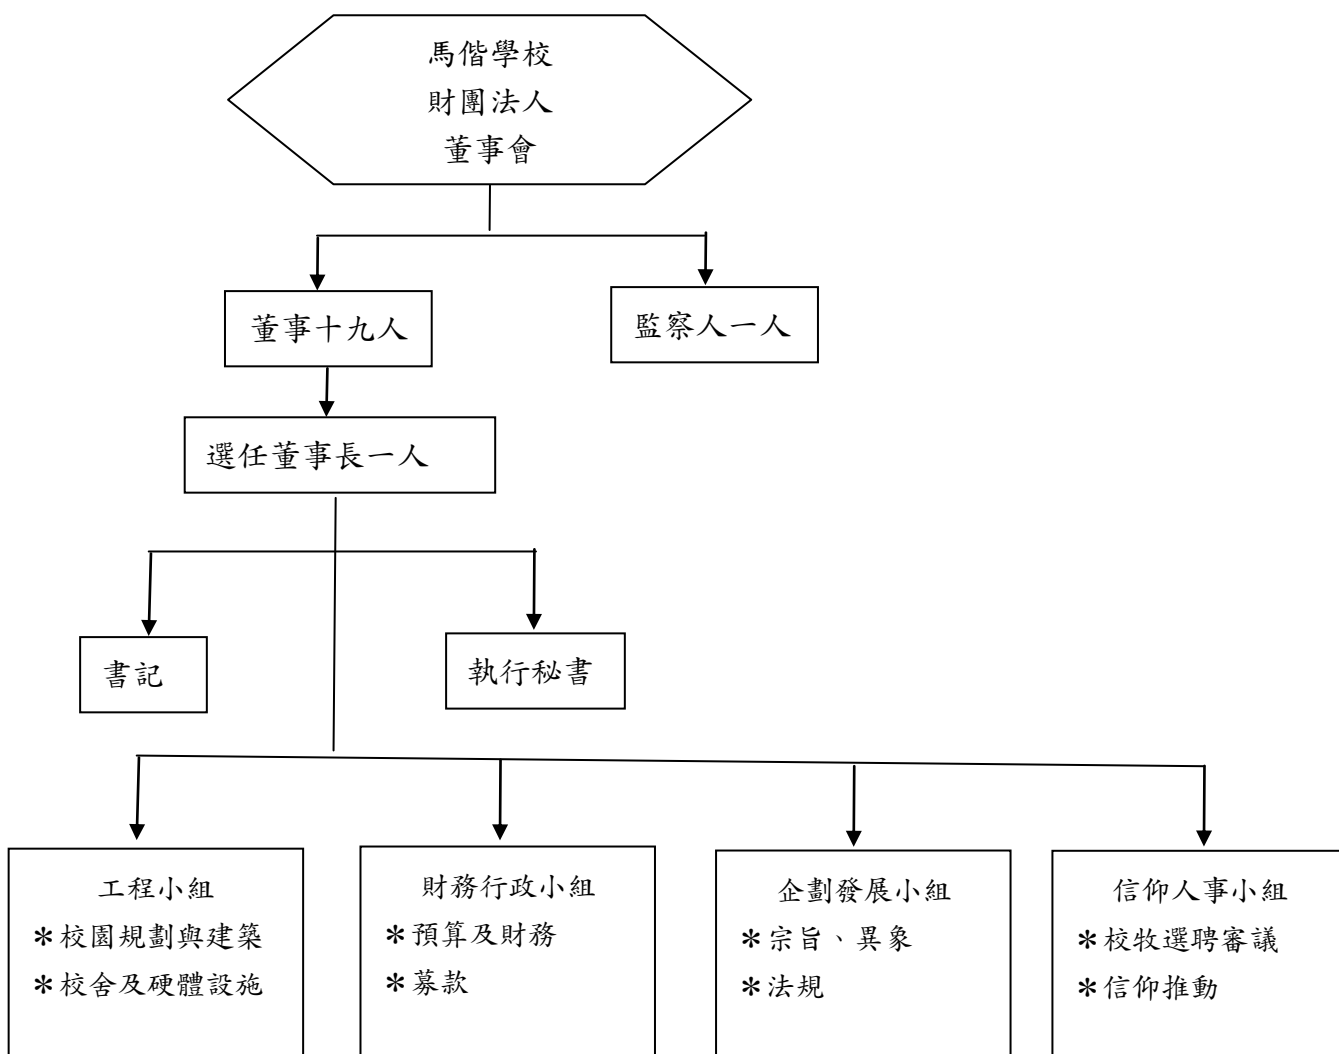 馬偕學校
財團法人
董事會
董事十九人
監察人一人
選任董事長一人
書記
執行秘書
工程小組
＊校園規劃與建築
＊校舍及硬體設施
財務行政小組
＊預算及財務
＊募款
企劃發展小組
＊宗旨、異象
＊法規
信仰人事小組
＊校牧選聘審議
＊信仰推動